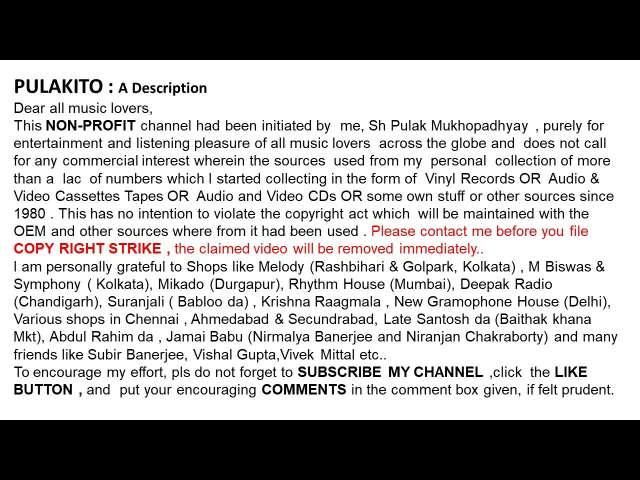 PULAKITO : A Description
Dear all music lovers,
This NON-PROFIT channel had been initiated by me, Sh Pulak Mukhopadhyay , purely for
entertainment and listening pleasure of all music lovers across the globe and does not call
for any commercial interest wherein the sources used from my personal collection of more
than a lac of numbers which I started collecting in the form of Vinyl Records OR Audio &
Video Cassettes Tapes OR Audio and Video CDs OR some own stuff or other sources since
1980 . This has no intention to violate the copyright act which will be maintained with the
OEM and other sources where from it had been used . Please contact me before you file
COPY RIGHT STRIKE , the claimed video will be removed immediately..
I am personally grateful to Shops like Melody (Rashbihari & Golpark, Kolkata) , M Biswas &
Symphony ( Kolkata), Mikado (Durgapur), Rhythm House (Mumbai), Deepak Radio
(Chandigarh), Suranjali ( Babloo da) , Krishna Raagmala , New Gramophone House (Delhi),
Various shops in Chennai , Ahmedabad & Secundrabad, Late Santosh da (Baithak khana
Mkt), Abdul Rahim da , Jamai Babu (Nirmalya Banerjee and Niranjan Chakraborty) and many
friends like Subir Banerjee, Vishal Gupta,Vivek Mittal etc..
To encourage my effort, pls do not forget to SUBSCRIBE MY CHANNEL ,click the LIKE
BUTTON , and put your encouraging COMMENTS in the comment box given, if felt prudent.